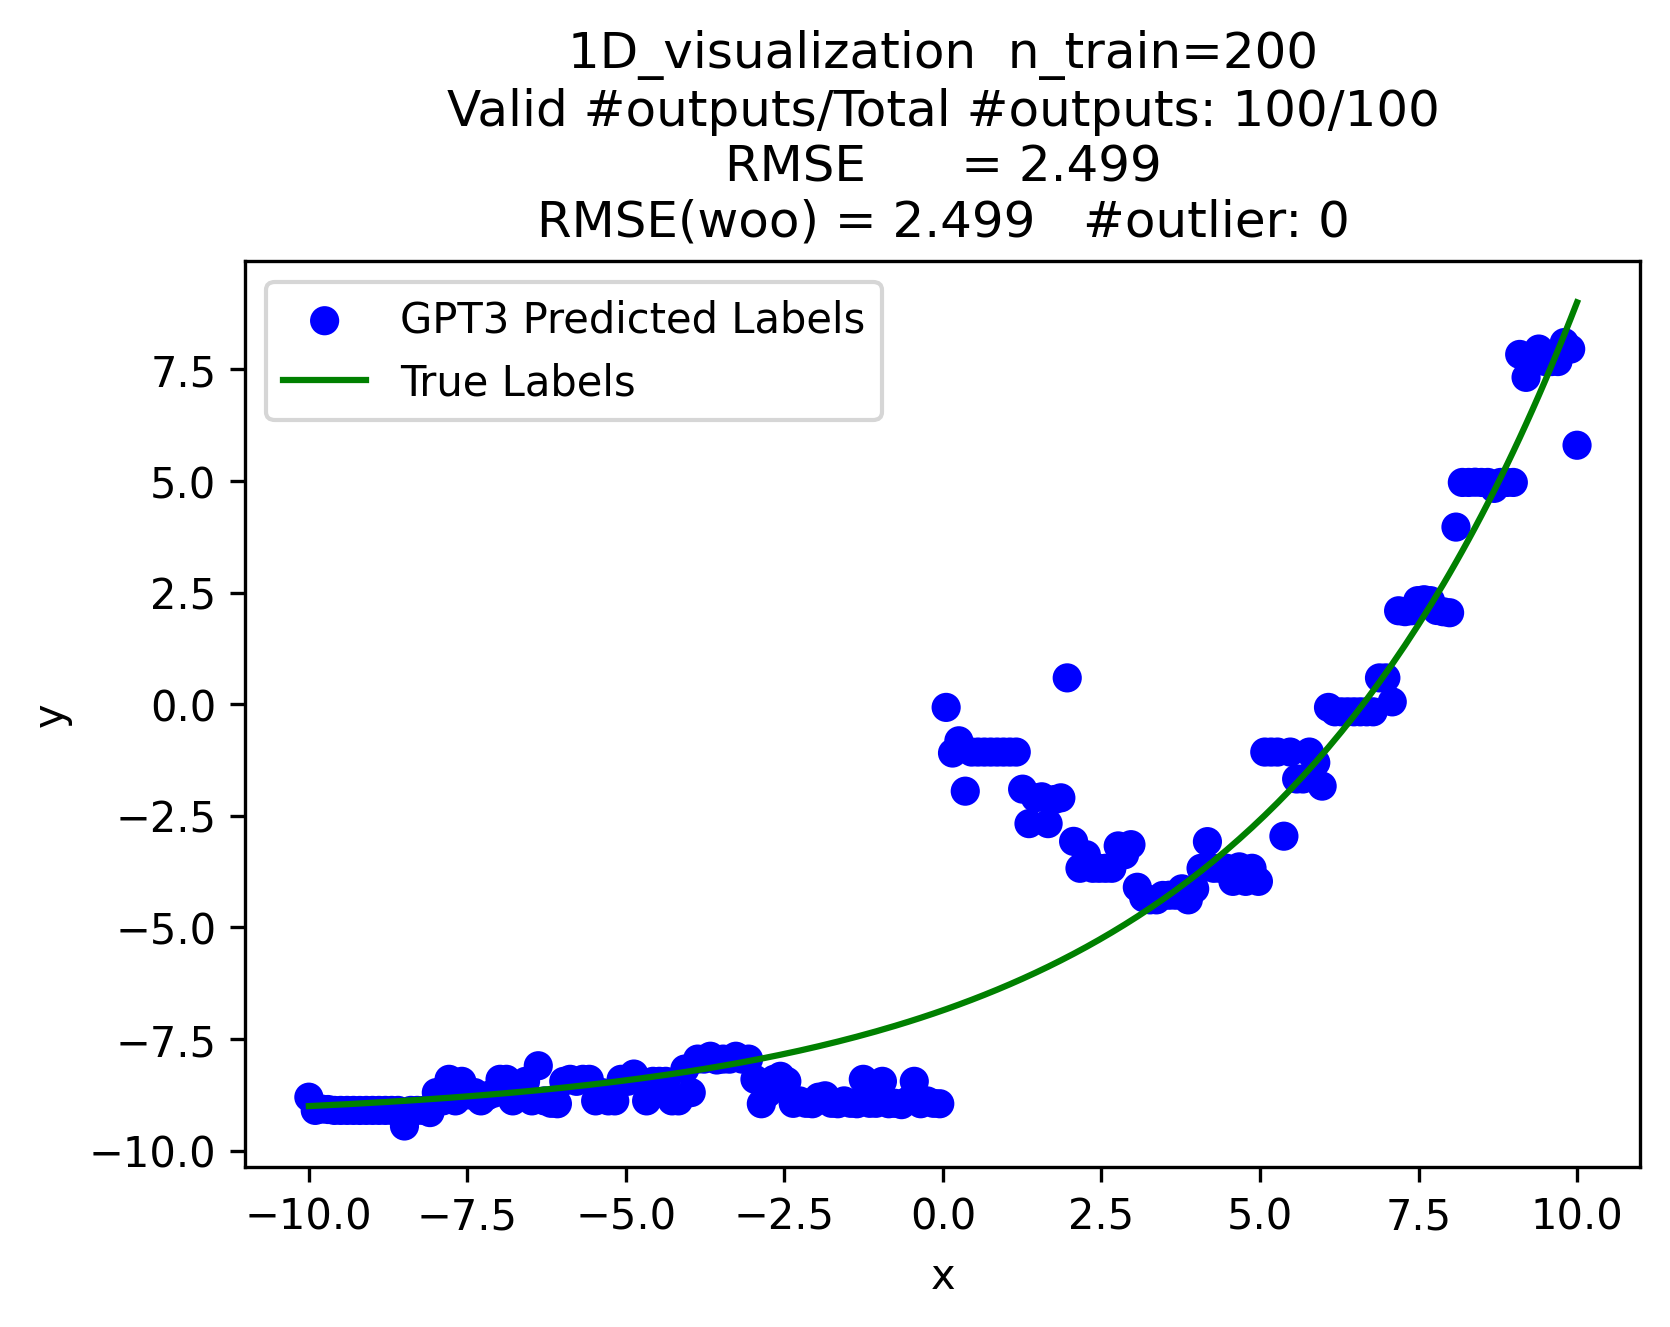 1D_visualization  n_train=200
Valid #outputs/Total #outputs: 100/100
RMSE      = 2.499
RMSE(woo) = 2.499   #outlier: 0
GPT3 Predicted Labels
True Labels
7.5
5.0
2.5
0.0
−2.5
−5.0
−7.5
−10.0
y
−10.0 −7.5 −5.0 −2.5 0.0 2.5 5.0 7.5 10.0
x